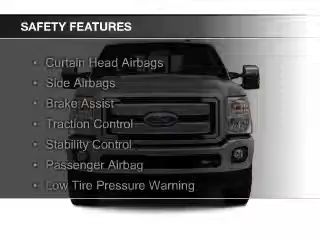 SAFETY FEATURES
• Curtain Head Airbags
• Side Airbags
• Brake Assist
• Traction Control
Ford
• Stability Control
• Passenger Airbag
• Low Tire Pressure Warning